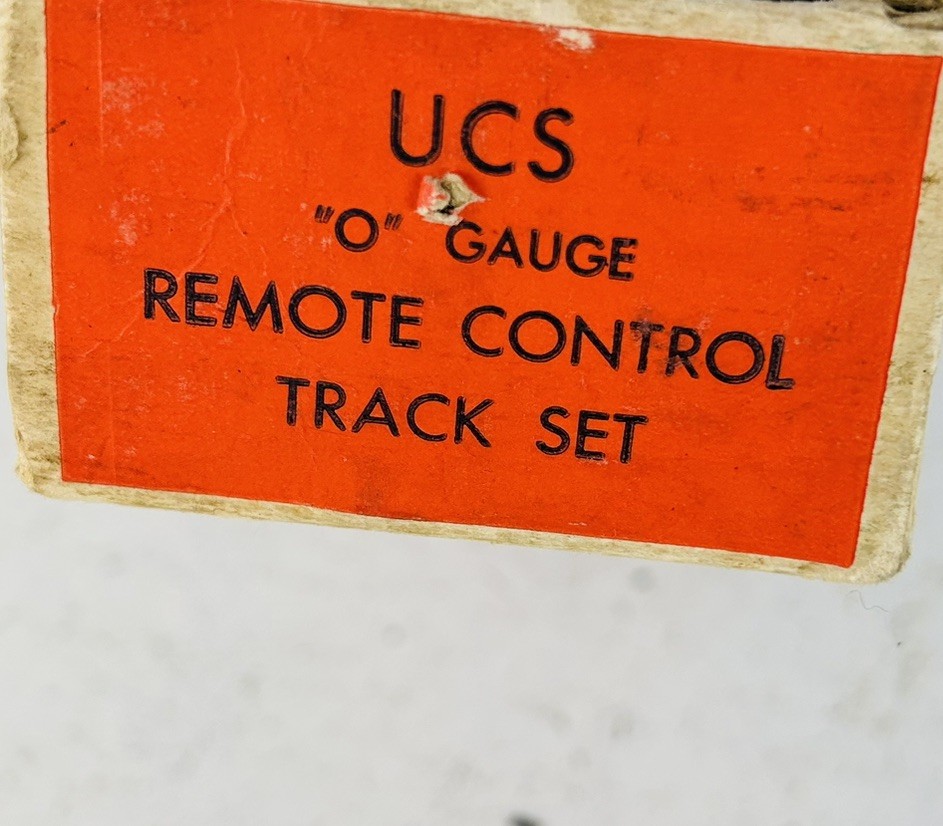 UCS
"O" GAUGE
REMOTE CONTROL
TRACK SET